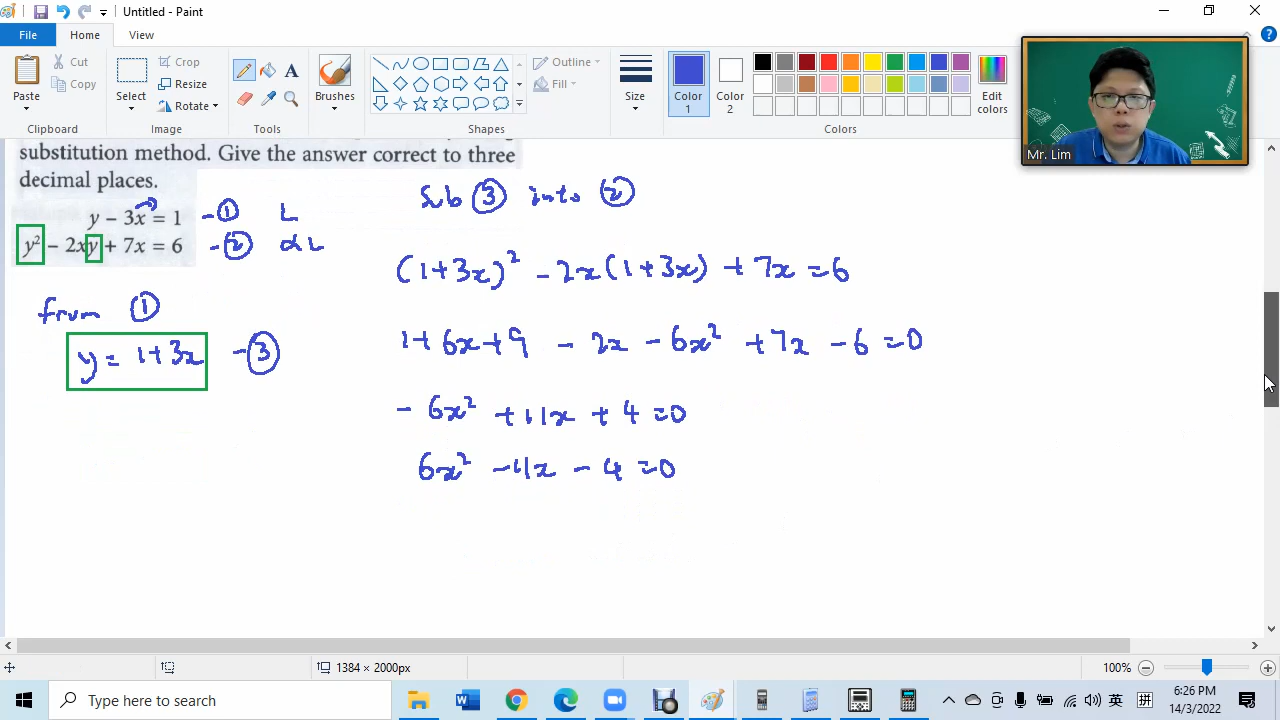 Untitled - Paint
File
Home
View
Paste
Cut
Copy
Clipboard
Select
Crop
Resize
Rotate
Image
Tools
Brushes
Shapes
Outline
Fill
Size
Color
1
Color
2
Edit
colors
Colors
Mr. Lim
substitution method. Give the answer correct to three
decimal places.
y − 3x = 1 - ① L
y² − 2xy + 7x = 6 - ② αL
from ①
y = 1 + 3x - ③
Sub ③ into ②
(1+3x)² - 2x(1+3x) + 7x = 6
1 + 6x + 9 - 2x - 6x² + 7x - 6 = 0
- 6x² + 11x + 4 = 0
6x² - 11x - 4 = 0
1384 × 2000px
100%
Type here to search
英
拼
6:26 PM
14/3/2022